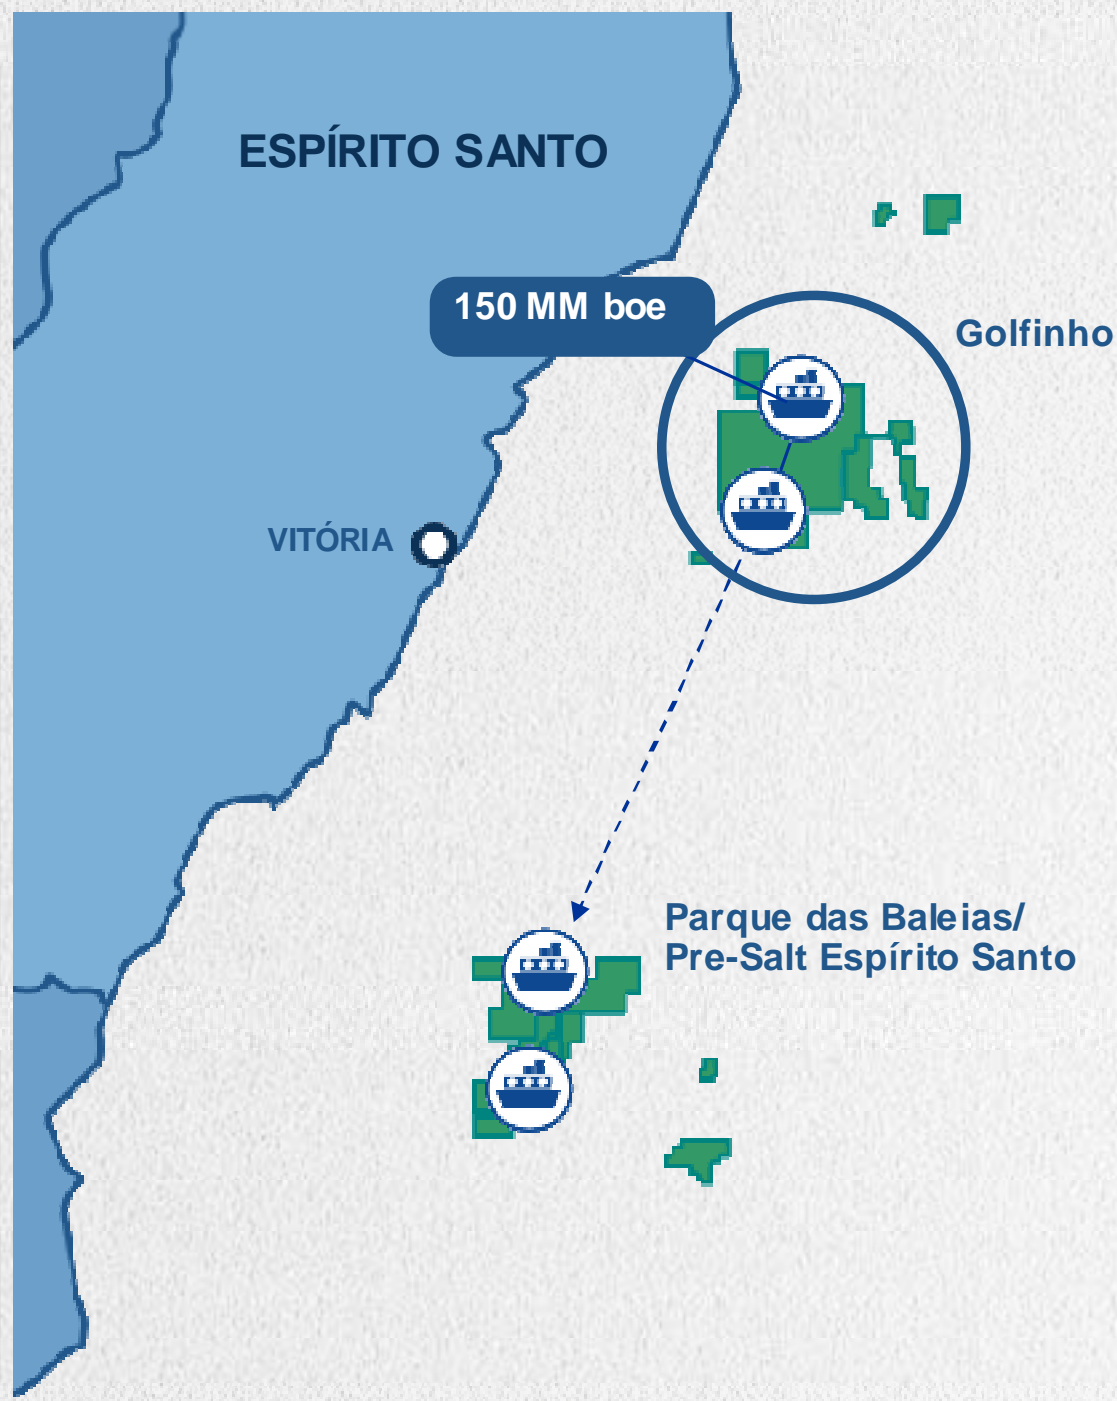 ESPÍRITO SANTO
150 MM boe
Golfinho
VITÓRIA
Parque das Baleias/
Pre-Salt Espírito Santo